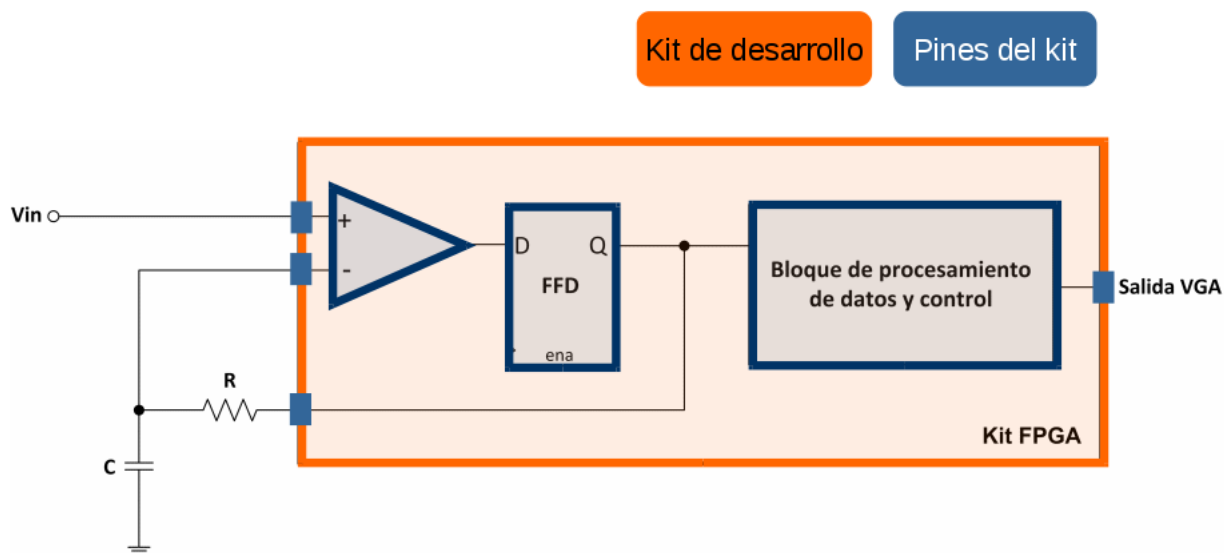 Kit de desarrollo
Pines del kit
Vin
+
-
D
Q
FFD
ena
Bloque de procesamiento
de datos y control
Salida VGA
R
C
Kit FPGA